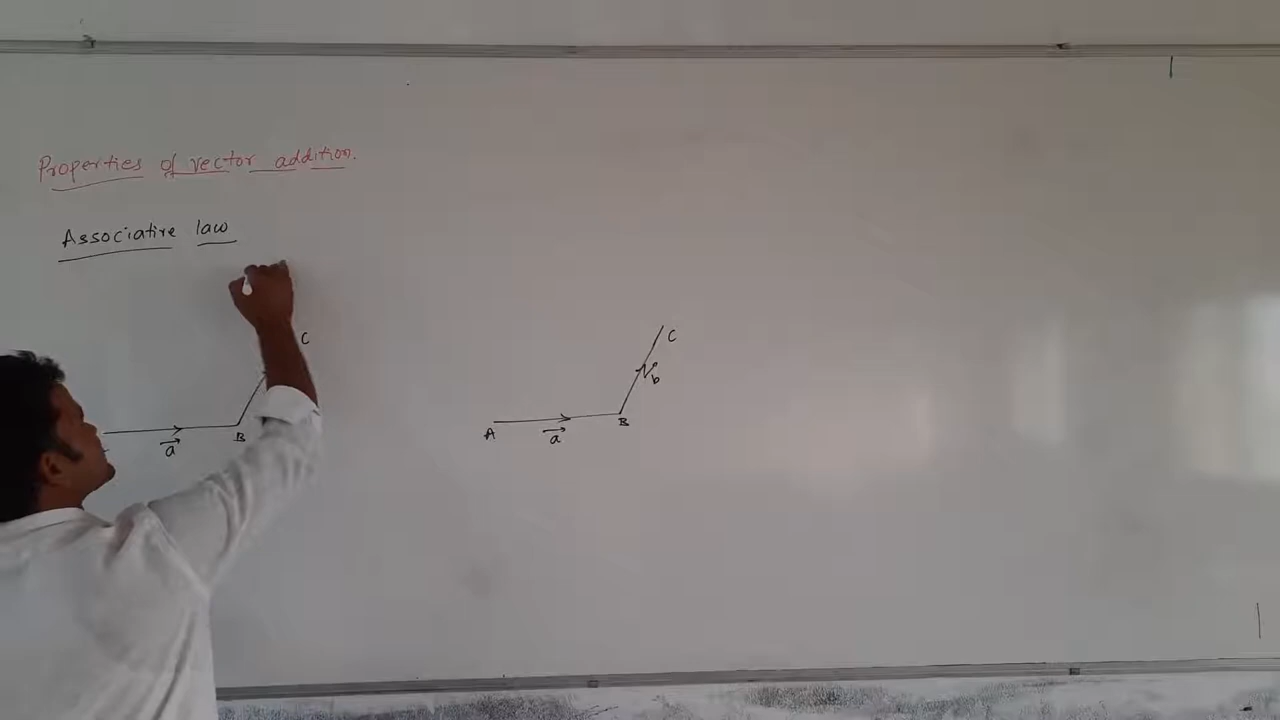 Properties of vector addition.
Associative law
C
B
a
C
b
A
B
a